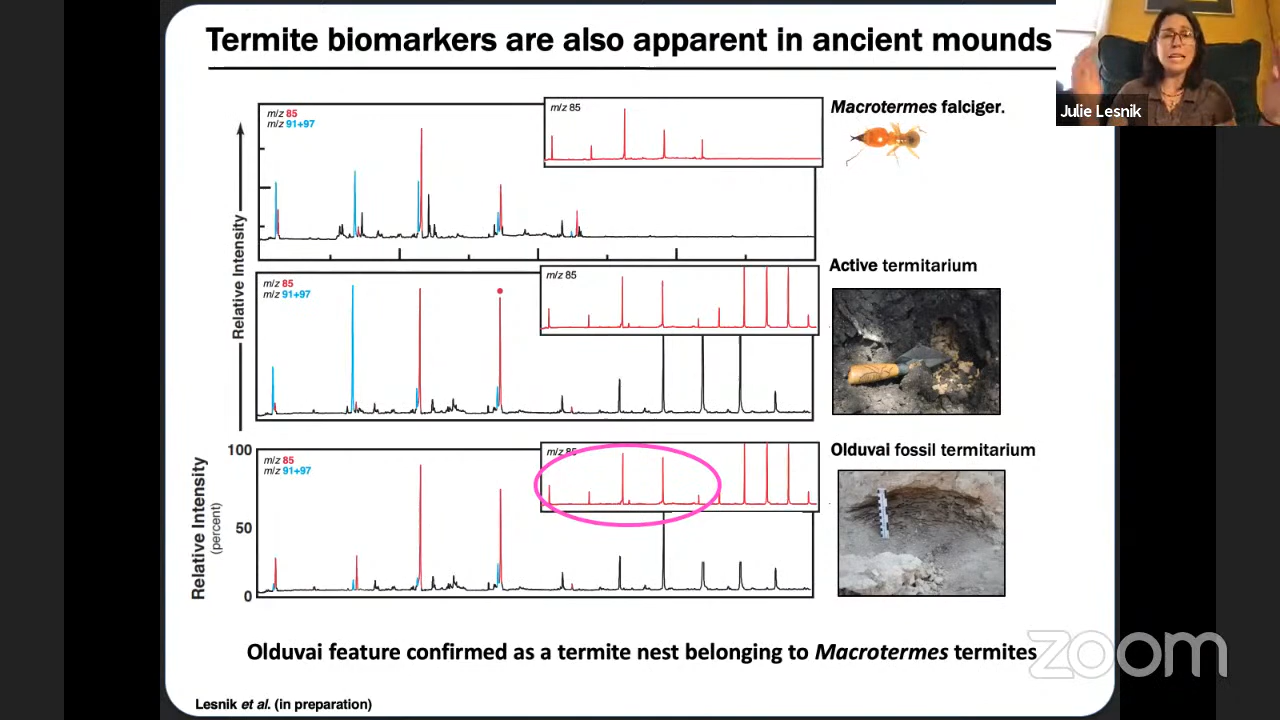 Termite biomarkers are also apparent in ancient mounds
Julie Lesnik
m/z 85
m/z 91+97
m/z 85
Macrotermes falciger.
Relative Intensity
m/z 85
m/z 91+97
m/z 85
Active termitarium
Relative Intensity
(percent)
100
50
0
m/z 85
m/z 91+97
m/z 85
Olduvai fossil termitarium
Olduvai feature confirmed as a termite nest belonging to Macrotermes termites
zoom
Lesnik et al. (in preparation)